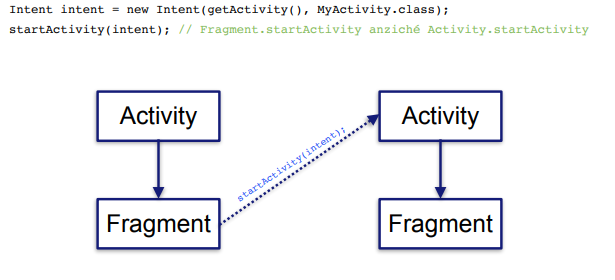 Intent intent = new Intent(getActivity(), MyActivity.class);
startActivity(intent); // Fragment.startActivity anziché Activity.startActivity
Activity
Activity
startActivity(intent);
Fragment
Fragment